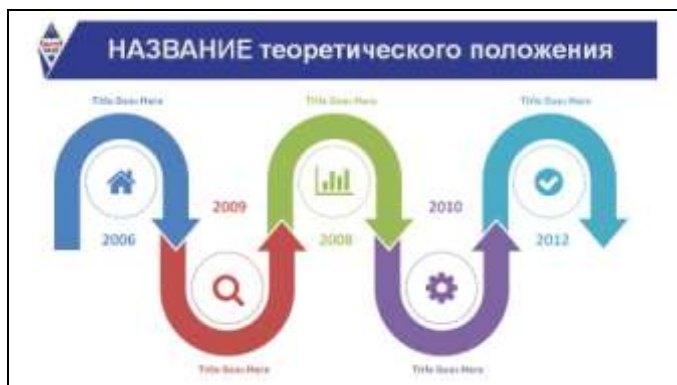 НАЗВАНИЕ теоретического положения
Title Goes Here
Title Goes Here
Title Goes Here
2009
2010
2006
2008
2012
Title Goes Here
Title Goes Here